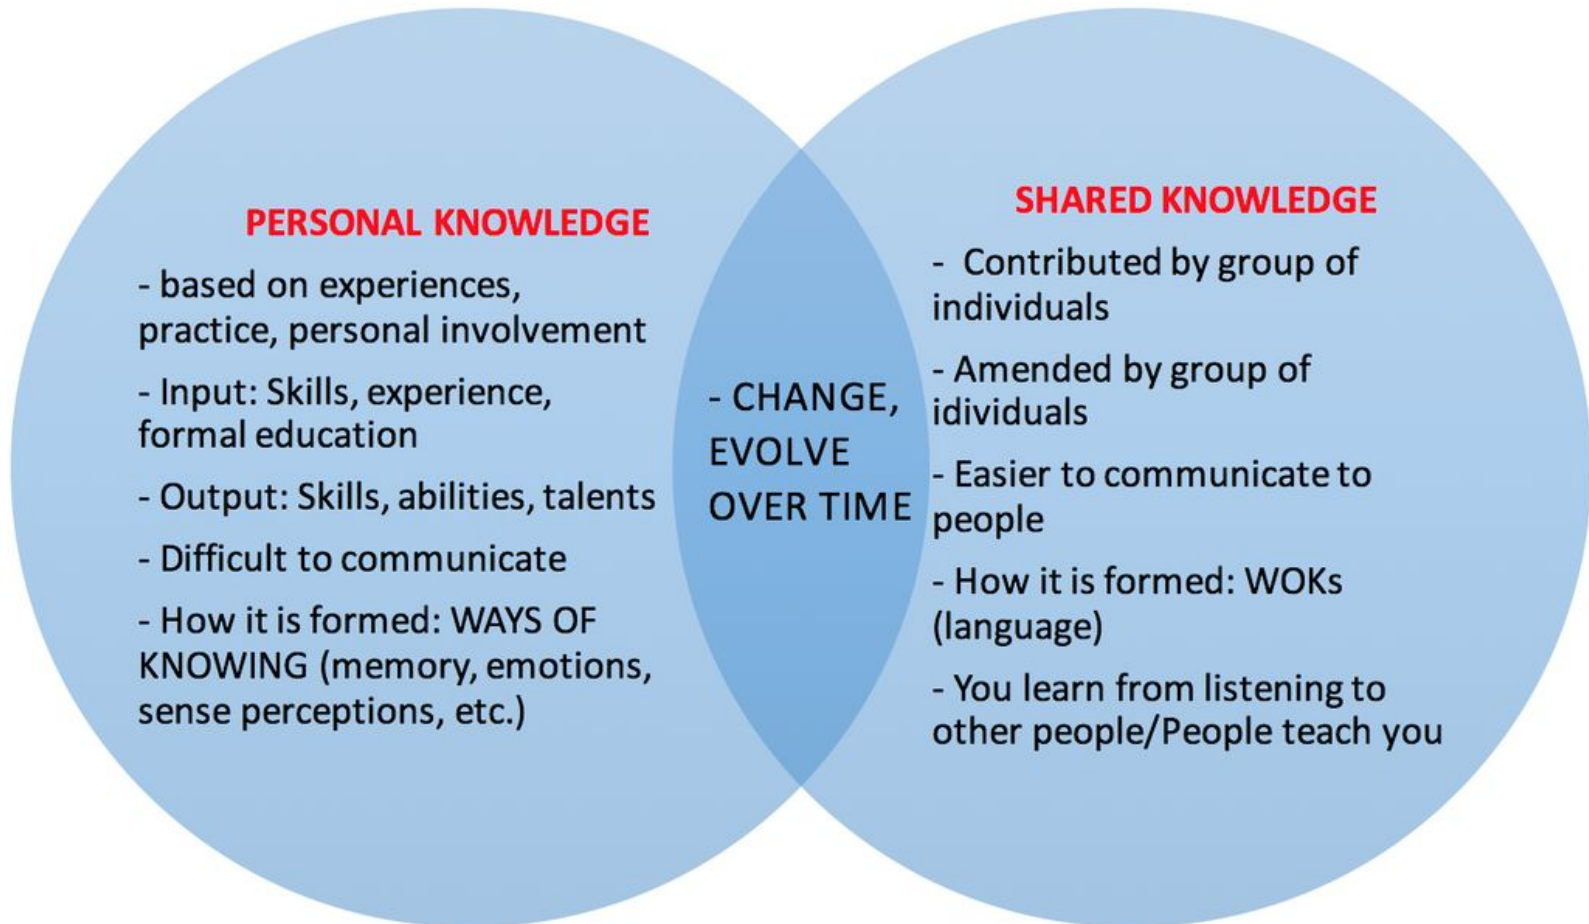 PERSONAL KNOWLEDGE
- based on experiences,
practice, personal involvement
- Input: Skills, experience,
formal education
- Output: Skills, abilities, talents
- Difficult to communicate
- How it is formed: WAYS OF
KNOWING (memory, emotions,
sense perceptions, etc.)
- CHANGE,
EVOLVE
OVER TIME
SHARED KNOWLEDGE
- Contributed by group of
individuals
- Amended by group of
idividuals
- Easier to communicate to
people
- How it is formed: WOKs
(language)
- You learn from listening to
other people/People teach you